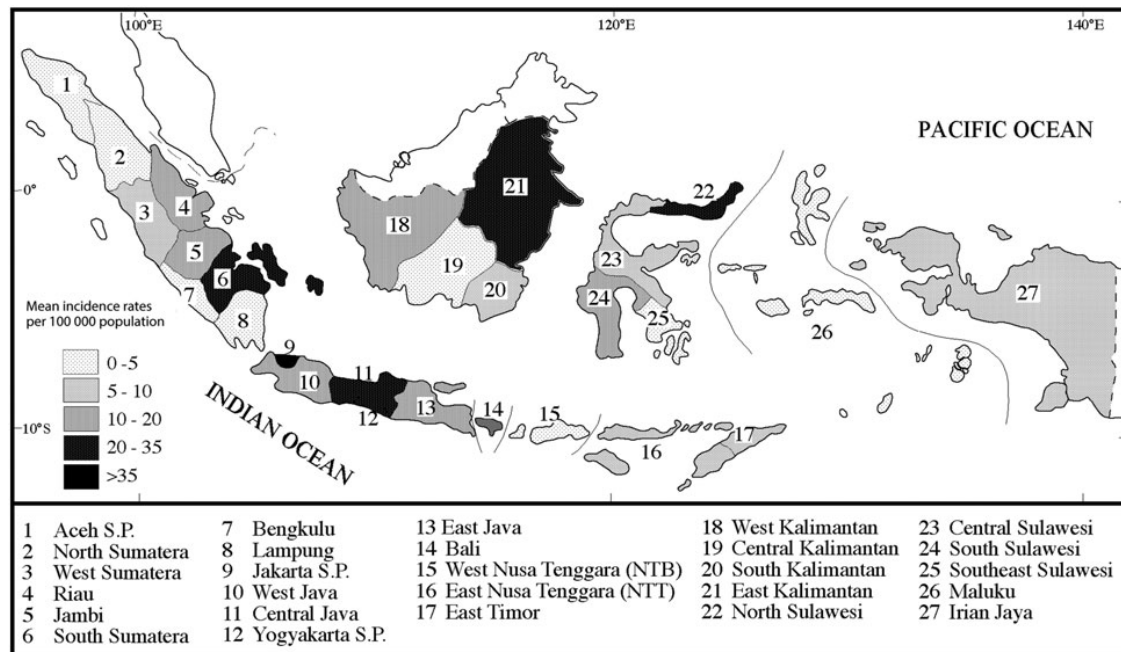 100°E 120°E 140°E
PACIFIC OCEAN
0°
10°S
INDIAN OCEAN
1
2
3
4
5
6
7
8
9
10
11
12
13
14
15
16
17
18
19
20
21
22
23
24
25
26
27
Mean incidence rates
per 100 000 population
0 -5
5 - 10
10 - 20
20 - 35
>35
1 Aceh S.P.
2 North Sumatera
3 West Sumatera
4 Riau
5 Jambi
6 South Sumatera
7 Bengkulu
8 Lampung
9 Jakarta S.P.
10 West Java
11 Central Java
12 Yogyakarta S.P.
13 East Java
14 Bali
15 West Nusa Tenggara (NTB)
16 East Nusa Tenggara (NTT)
17 East Timor
18 West Kalimantan
19 Central Kalimantan
20 South Kalimantan
21 East Kalimantan
22 North Sulawesi
23 Central Sulawesi
24 South Sulawesi
25 Southeast Sulawesi
26 Maluku
27 Irian Jaya